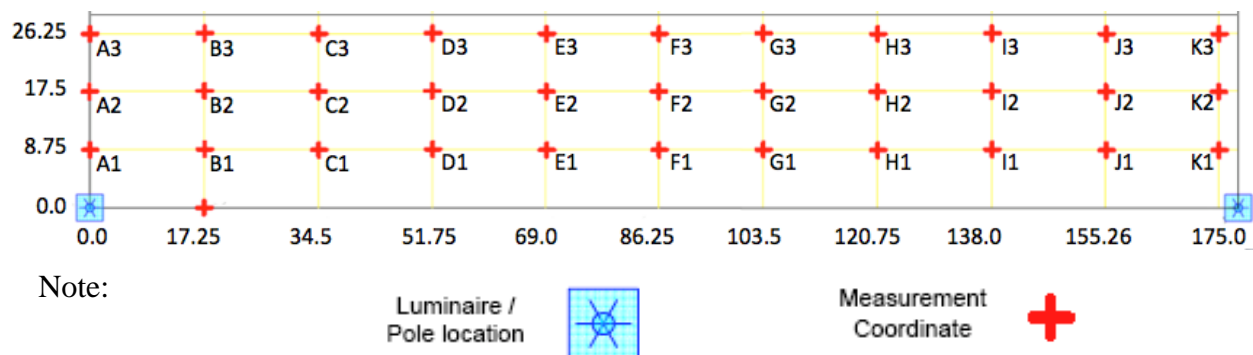 26.25
A3 B3 C3 D3 E3 F3 G3 H3 I3 J3 K3
17.5
A2 B2 C2 D2 E2 F2 G2 H2 I2 J2 K2
8.75
A1 B1 C1 D1 E1 F1 G1 H1 I1 J1 K1
0.0
0.0 17.25 34.5 51.75 69.0 86.25 103.5 120.75 138.0 155.26 175.0
Note:
Luminaire /
Pole location
Measurement
Coordinate